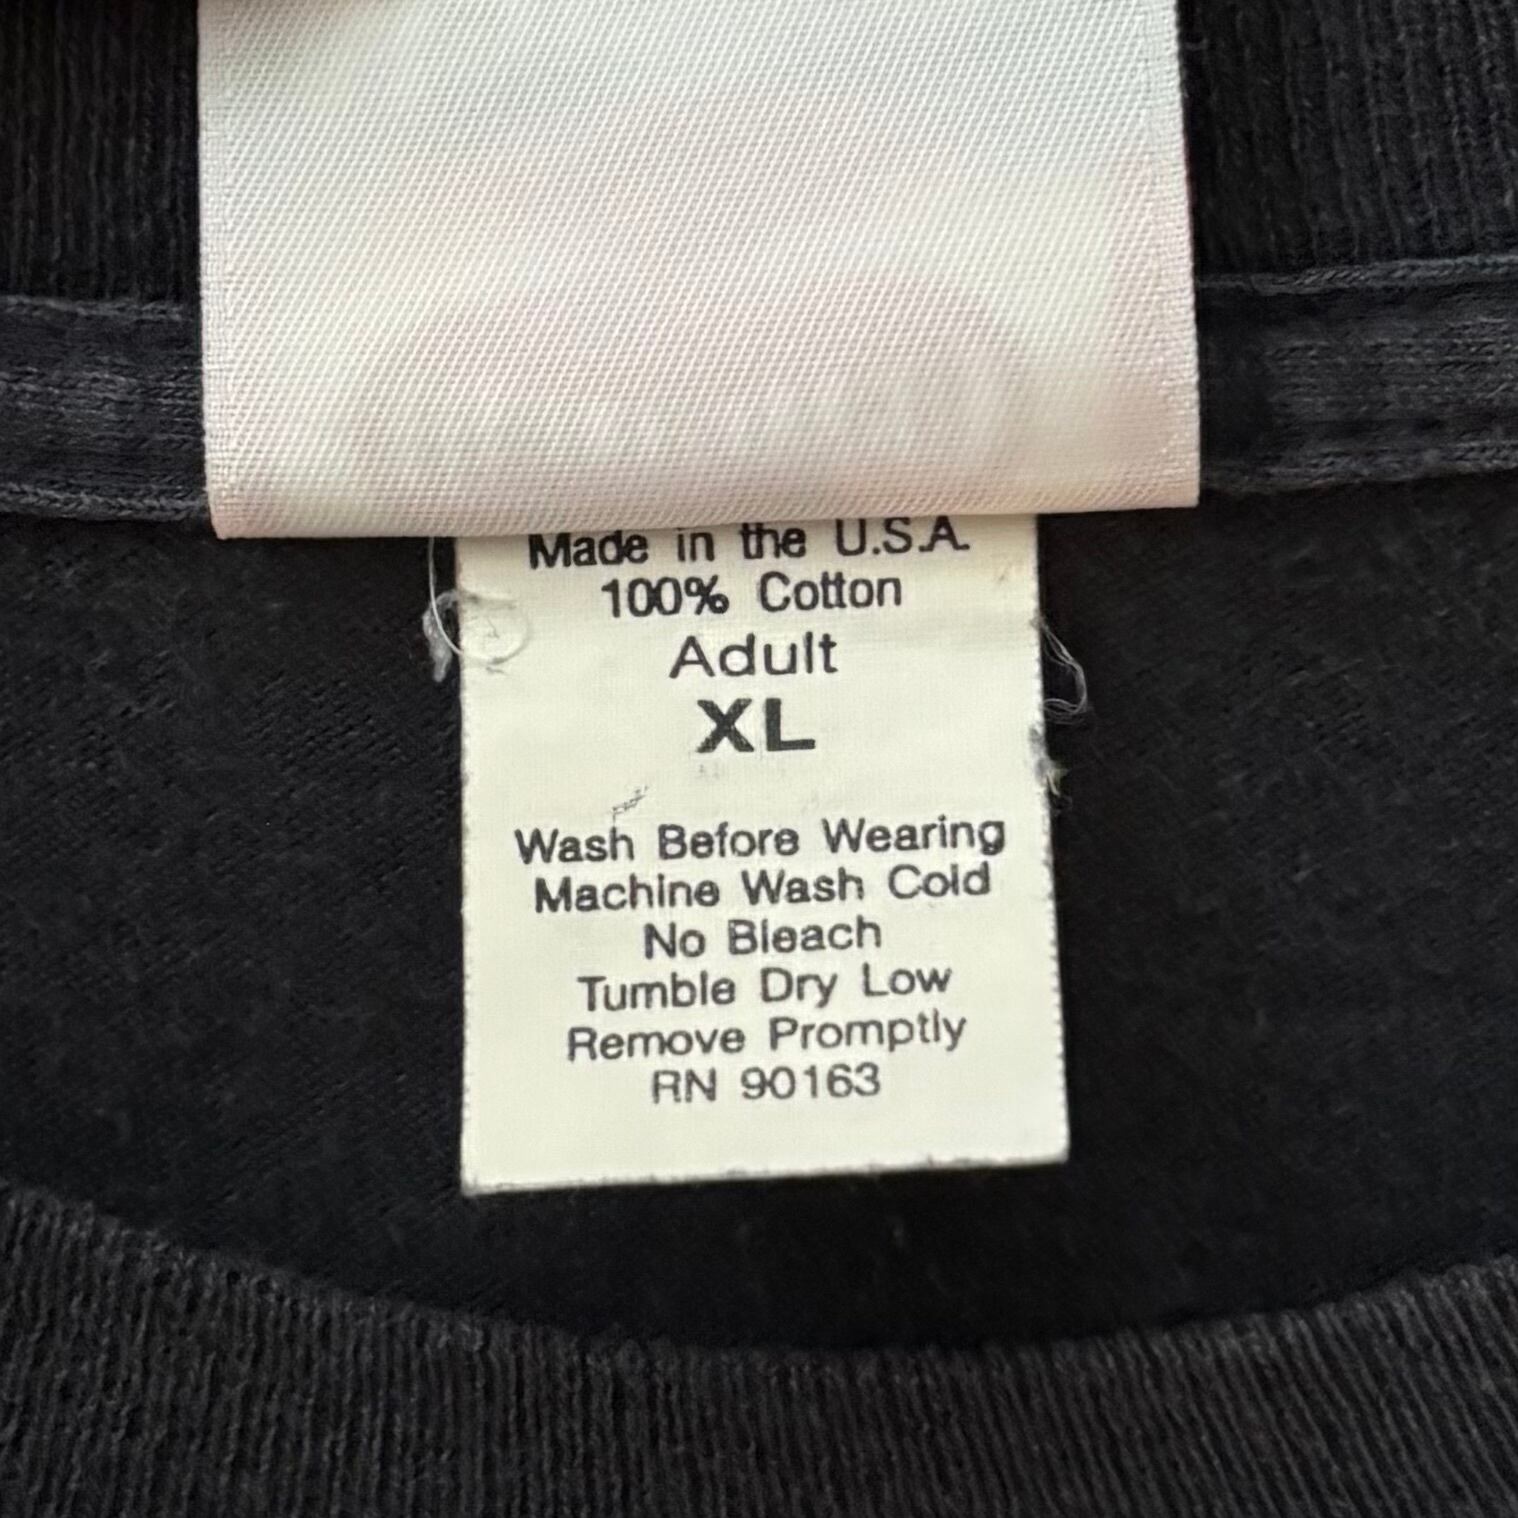 Made in the U.S.A.
100% Cotton
Adult
XL
Wash Before Wearing
Machine Wash Cold
No Bleach
Tumble Dry Low
Remove Promptly
RN 90163